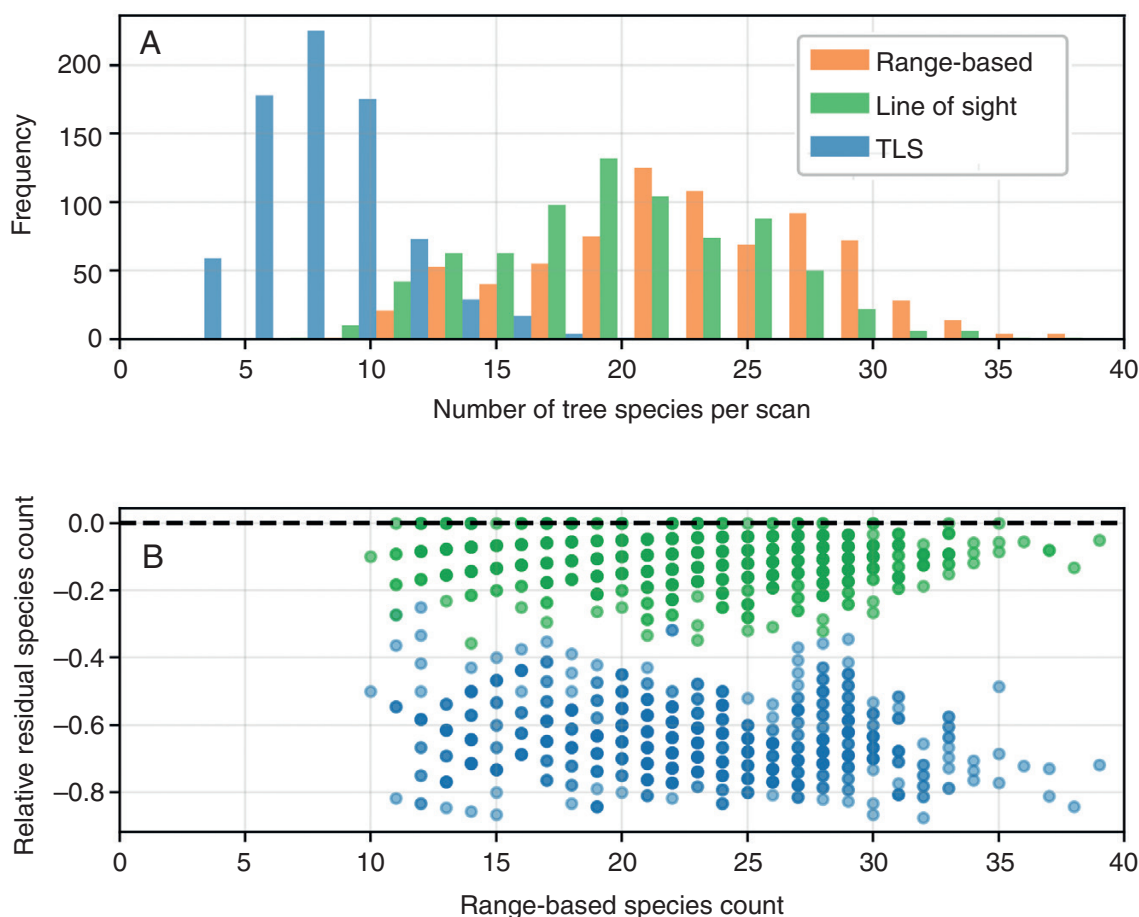 A
Range-based
Line of sight
TLS
Frequency
200
150
100
50
0
0 5 10 15 20 25 30 35 40
Number of tree species per scan
B
Relative residual species count
0.0
−0.2
−0.4
−0.6
−0.8
0 5 10 15 20 25 30 35 40
Range-based species count